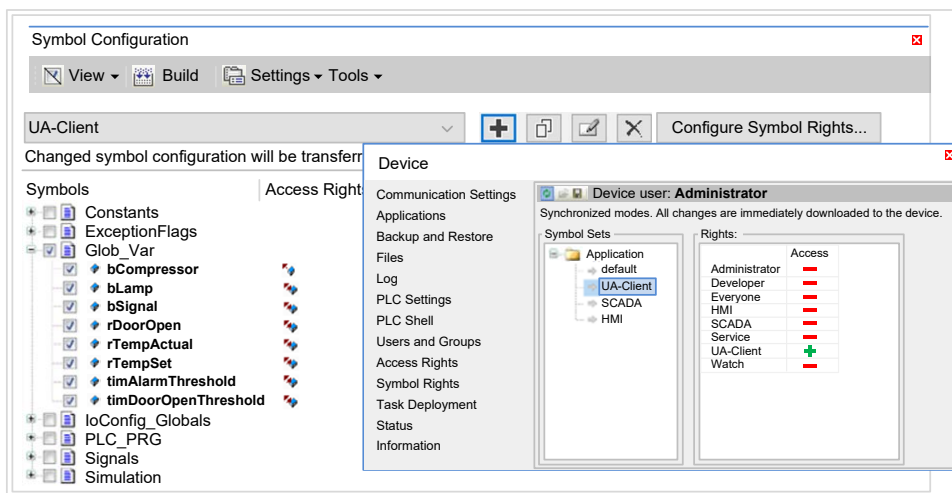 Symbol Configuration
View Build Settings Tools
UA-Client
Configure Symbol Rights...
Changed symbol configuration will be transferr
Symbols Access Right
Constants
ExceptionFlags
Glob_Var
bCompressor
bLamp
bSignal
rDoorOpen
rTempActual
rTempSet
timAlarmThreshold
timDoorOpenThreshold
IoConfig_Globals
PLC_PRG
Signals
Simulation
Device
Communication Settings
Applications
Backup and Restore
Files
Log
PLC Settings
PLC Shell
Users and Groups
Access Rights
Symbol Rights
Task Deployment
Status
Information
Device user: Administrator
Synchronized modes. All changes are immediately downloaded to the device.
Symbol Sets
Application
default
UA-Client
SCADA
HMI
Rights:
Access
Administrator
Developer
Everyone
HMI
SCADA
Service
UA-Client
Watch